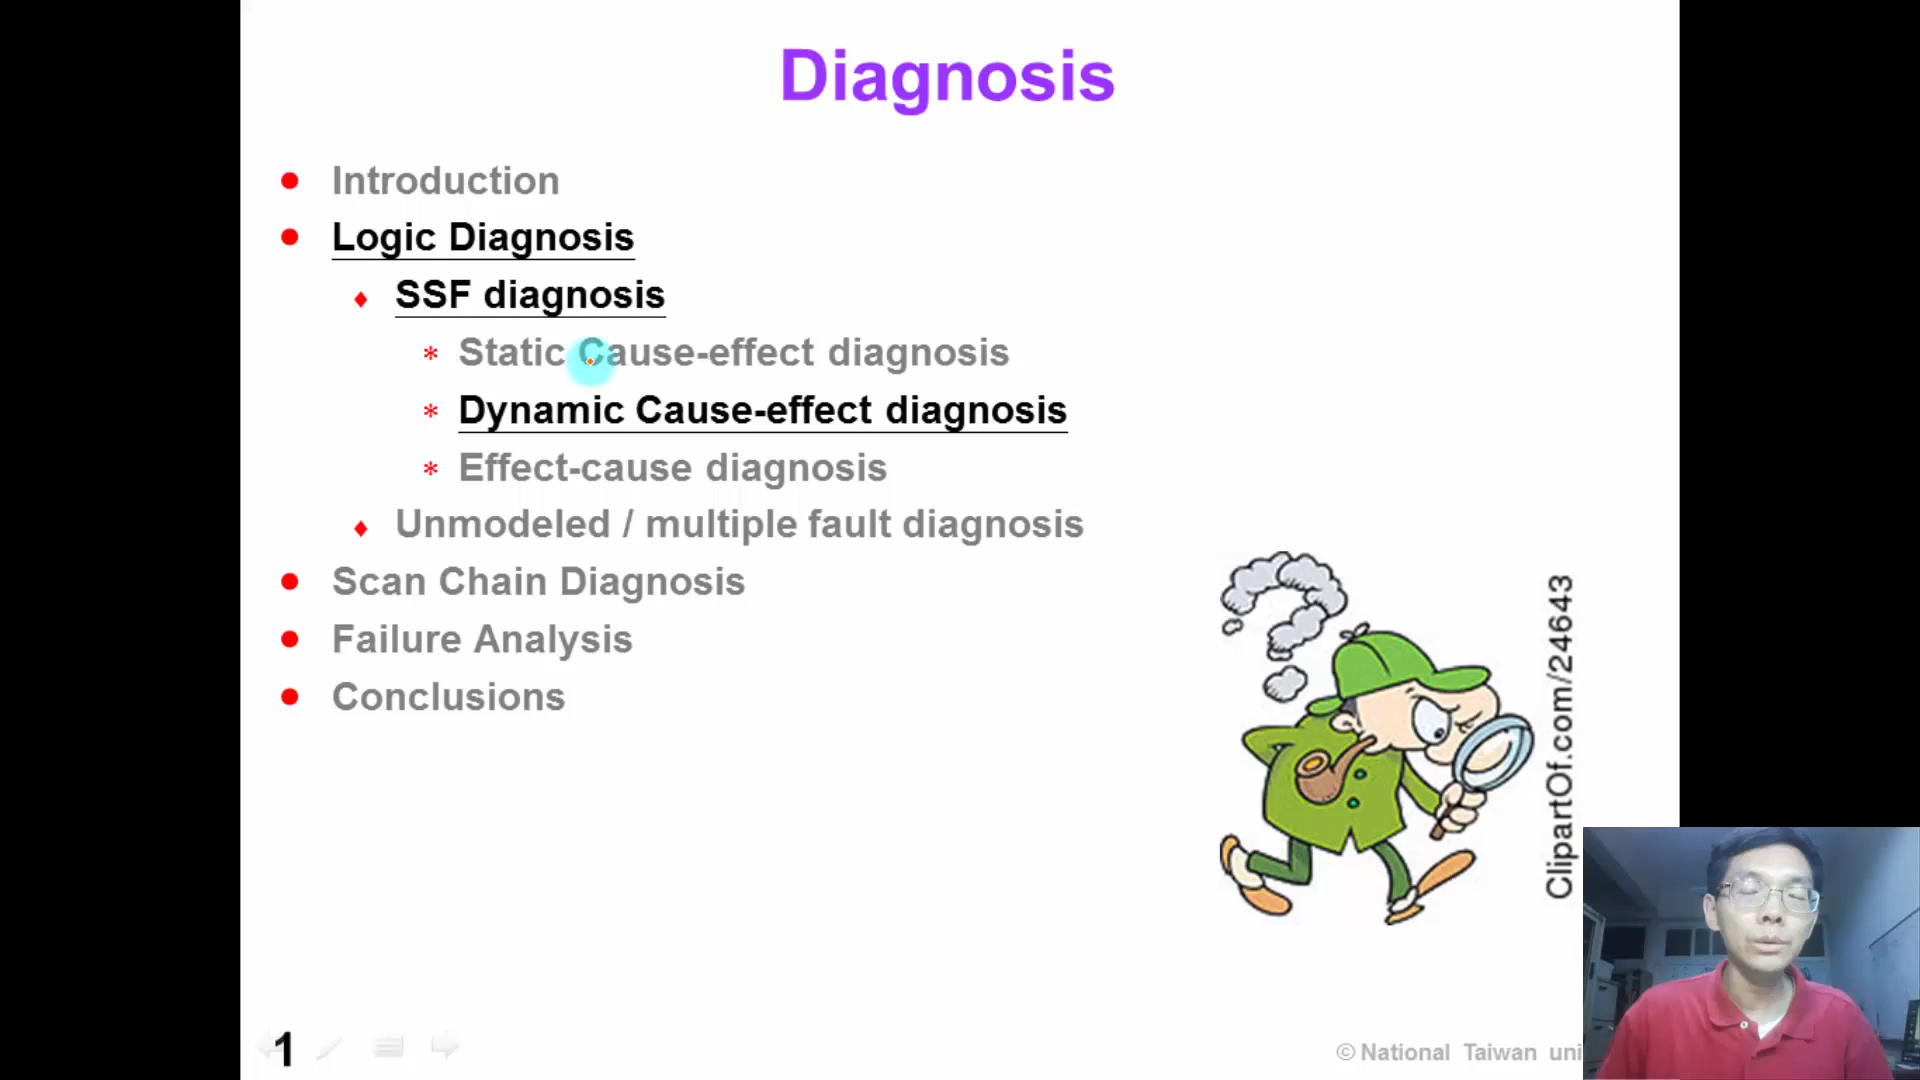 Diagnosis
Introduction
Logic Diagnosis
SSF diagnosis
Static Cause-effect diagnosis
Dynamic Cause-effect diagnosis
Effect-cause diagnosis
Unmodeled / multiple fault diagnosis
Scan Chain Diagnosis
Failure Analysis
Conclusions
ClipartOf.com/24643
1
© National Taiwan uni